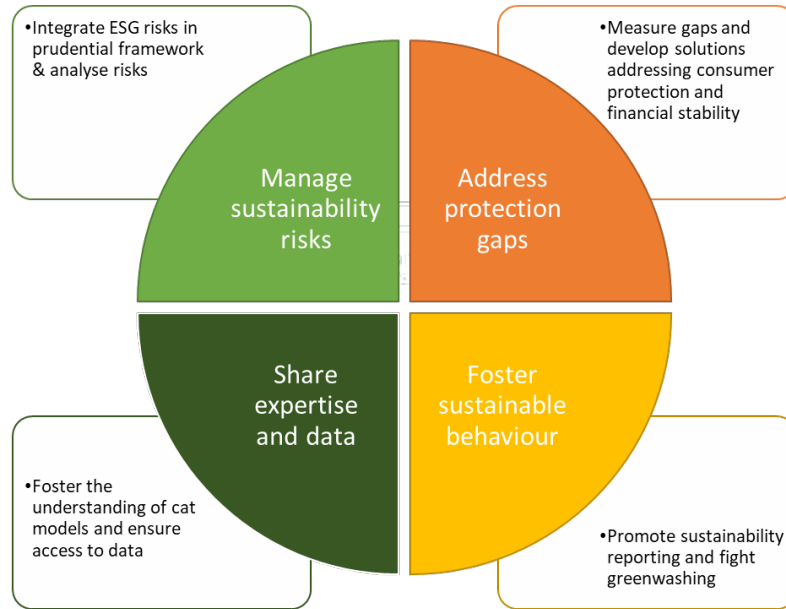 •Integrate ESG risks in
prudential framework
& analyse risks
•Measure gaps and
develop solutions
addressing consumer
protection and
financial stability
Manage
sustainability
risks
Address
protection
gaps
Share
expertise
and data
Foster
sustainable
behaviour
•Foster the
understanding of cat
models and ensure
access to data
•Promote sustainability
reporting and fight
greenwashing